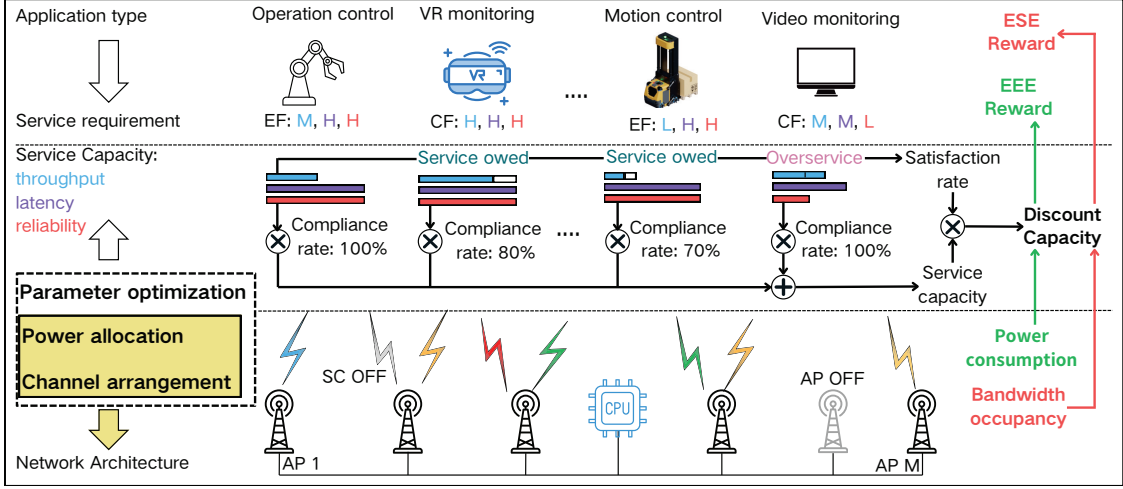 Application type
Operation control
VR monitoring
Motion control
Video monitoring
ESE
Reward
VR
....
EEE
Reward
Service requirement
EF: M, H, H
CF: H, H, H
EF: L, H, H
CF: M, M, L
Service Capacity:
throughput
latency
reliability
Service owed
Service owed
Overservice
Satisfaction
rate
Compliance
rate: 100%
Compliance
rate: 80%
....
Compliance
rate: 70%
Compliance
rate: 100%
Discount
Capacity
Service
capacity
Parameter optimization
Power allocation
Channel arrangement
SC OFF
CPU
AP OFF
Power
consumption
Bandwidth
occupancy
Network Architecture
AP 1
AP M